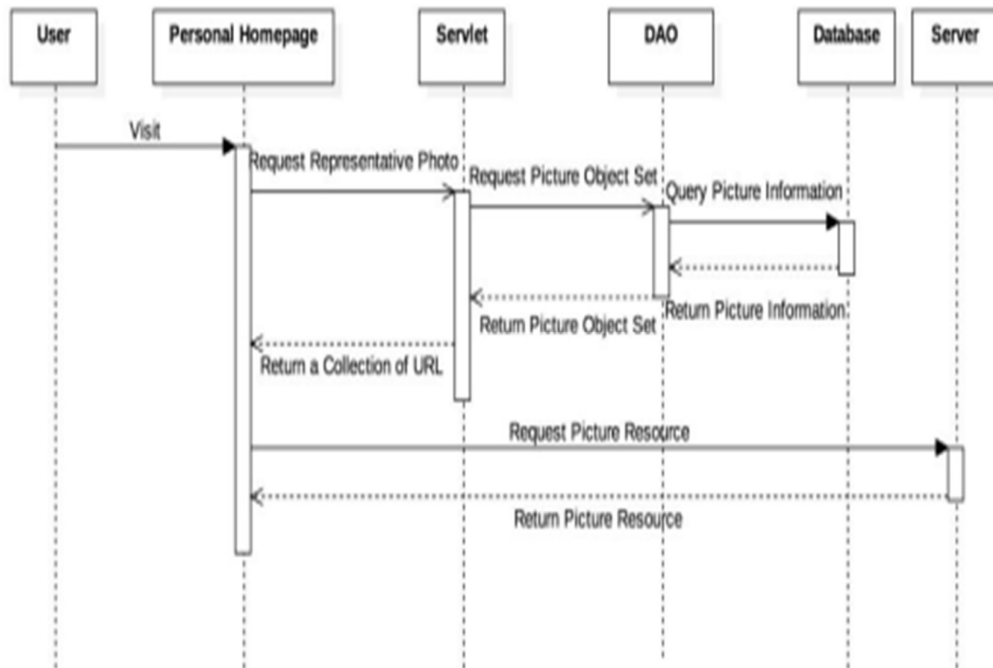 User
Personal Homepage
Servlet
DAO
Database
Server
Visit
Request Representative Photo
Request Picture Object Set
Query Picture Information
Return Picture Information
Return Picture Object Set
Return a Collection of URL
Request Picture Resource
Return Picture Resource